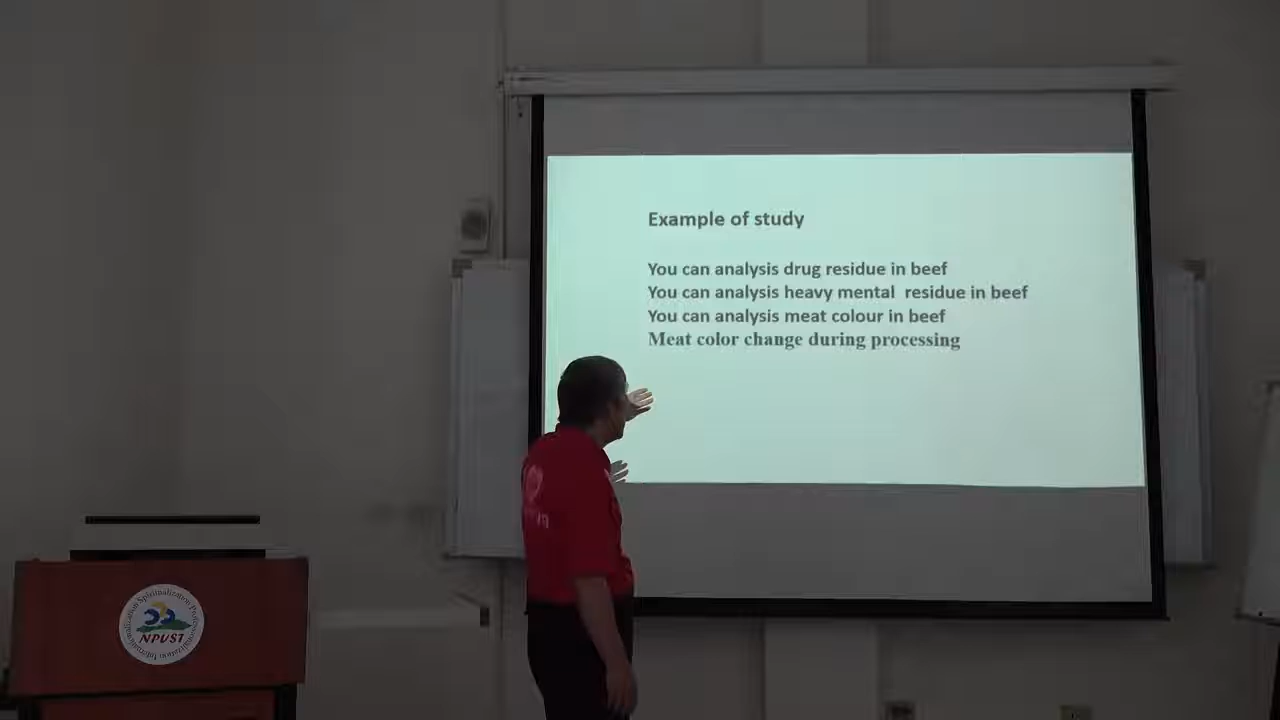 Example of study
You can analysis drug residue in beef
You can analysis heavy mental  residue in beef
You can analysis meat colour in beef
Meat color change during processing
NPUST